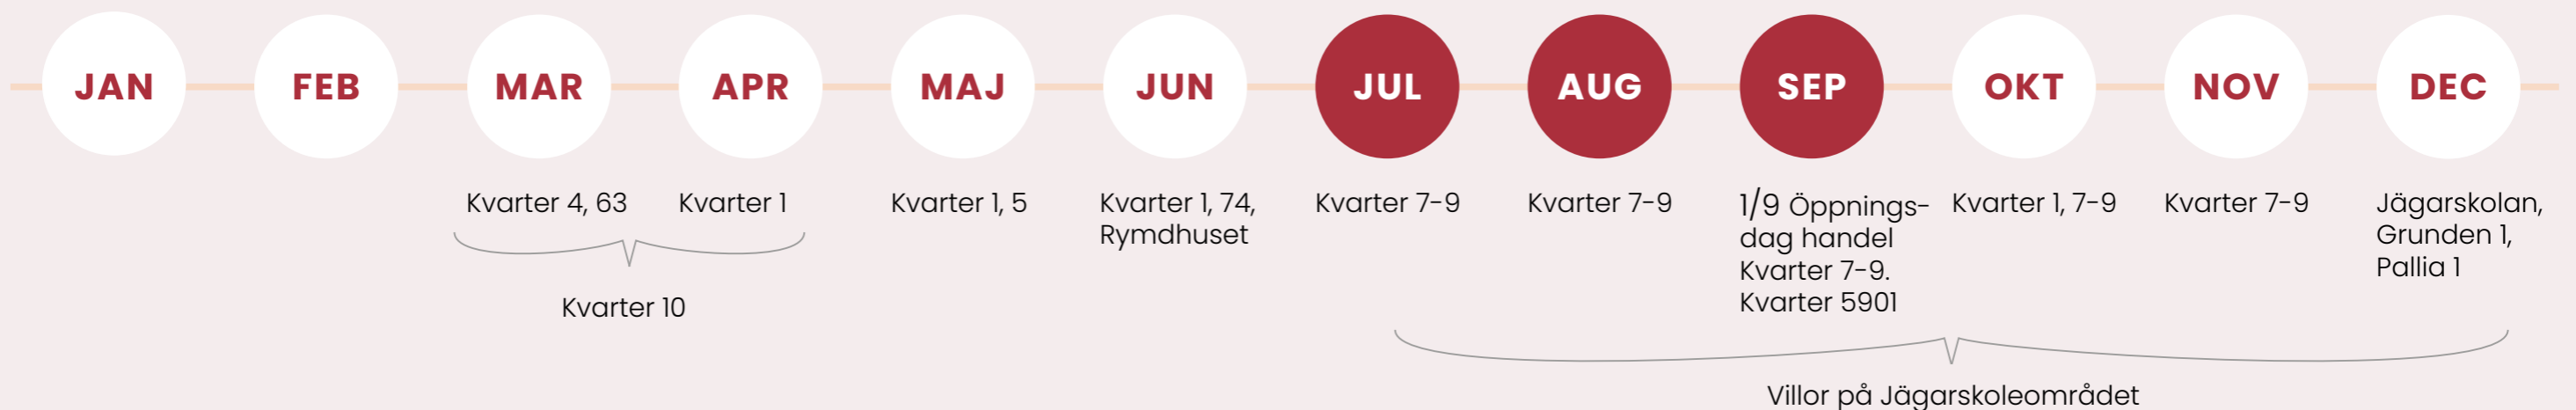 JAN
FEB
MAR
APR
MAJ
JUN
JUL
AUG
SEP
OKT
NOV
DEC
Kvarter 4, 63
Kvarter 1
Kvarter 10
Kvarter 1, 5
Kvarter 1, 74,
Rymdhuset
Kvarter 7-9
Kvarter 7-9
1/9 Öppnings-
dag handel
Kvarter 7-9.
Kvarter 5901
Kvarter 1, 7-9
Kvarter 7-9
Jägarskolan,
Grunden 1,
Pallia 1
Villor på Jägarskoleområdet